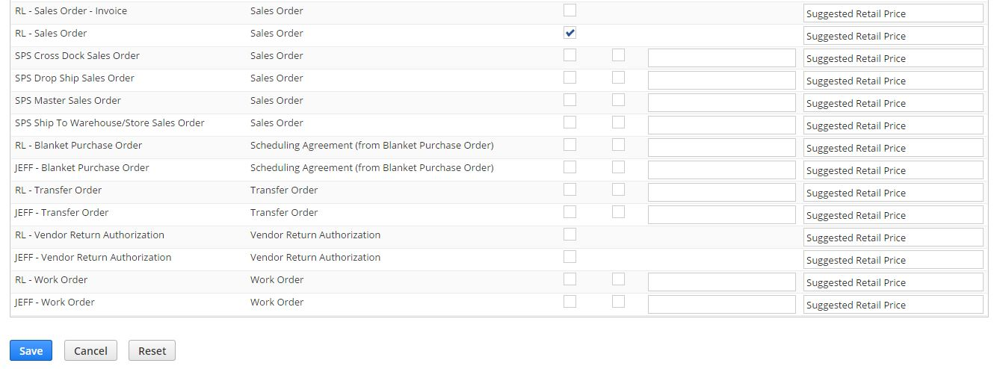 RL - Sales Order - Invoice Sales Order Suggested Retail Price
RL - Sales Order Sales Order Suggested Retail Price
SPS Cross Dock Sales Order Sales Order Suggested Retail Price
SPS Drop Ship Sales Order Sales Order Suggested Retail Price
SPS Master Sales Order Sales Order Suggested Retail Price
SPS Ship To Warehouse/Store Sales Order Sales Order Suggested Retail Price
RL - Blanket Purchase Order Scheduling Agreement (from Blanket Purchase Order) Suggested Retail Price
JEFF - Blanket Purchase Order Scheduling Agreement (from Blanket Purchase Order) Suggested Retail Price
RL - Transfer Order Transfer Order Suggested Retail Price
JEFF - Transfer Order Transfer Order Suggested Retail Price
RL - Vendor Return Authorization Vendor Return Authorization Suggested Retail Price
JEFF - Vendor Return Authorization Vendor Return Authorization Suggested Retail Price
RL - Work Order Work Order Suggested Retail Price
JEFF - Work Order Work Order Suggested Retail Price
Save Cancel Reset